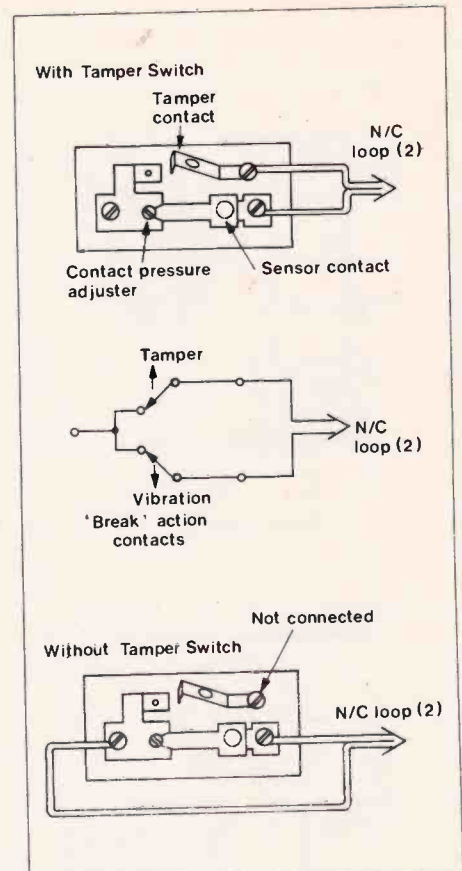 With Tamper Switch
Tamper
contact
N/C
loop (2)
Contact pressure
adjuster
Sensor contact
Tamper
N/C
loop (2)
Vibration
'Break' action
contacts
Not connected
Without Tamper Switch
N/C loop (2)